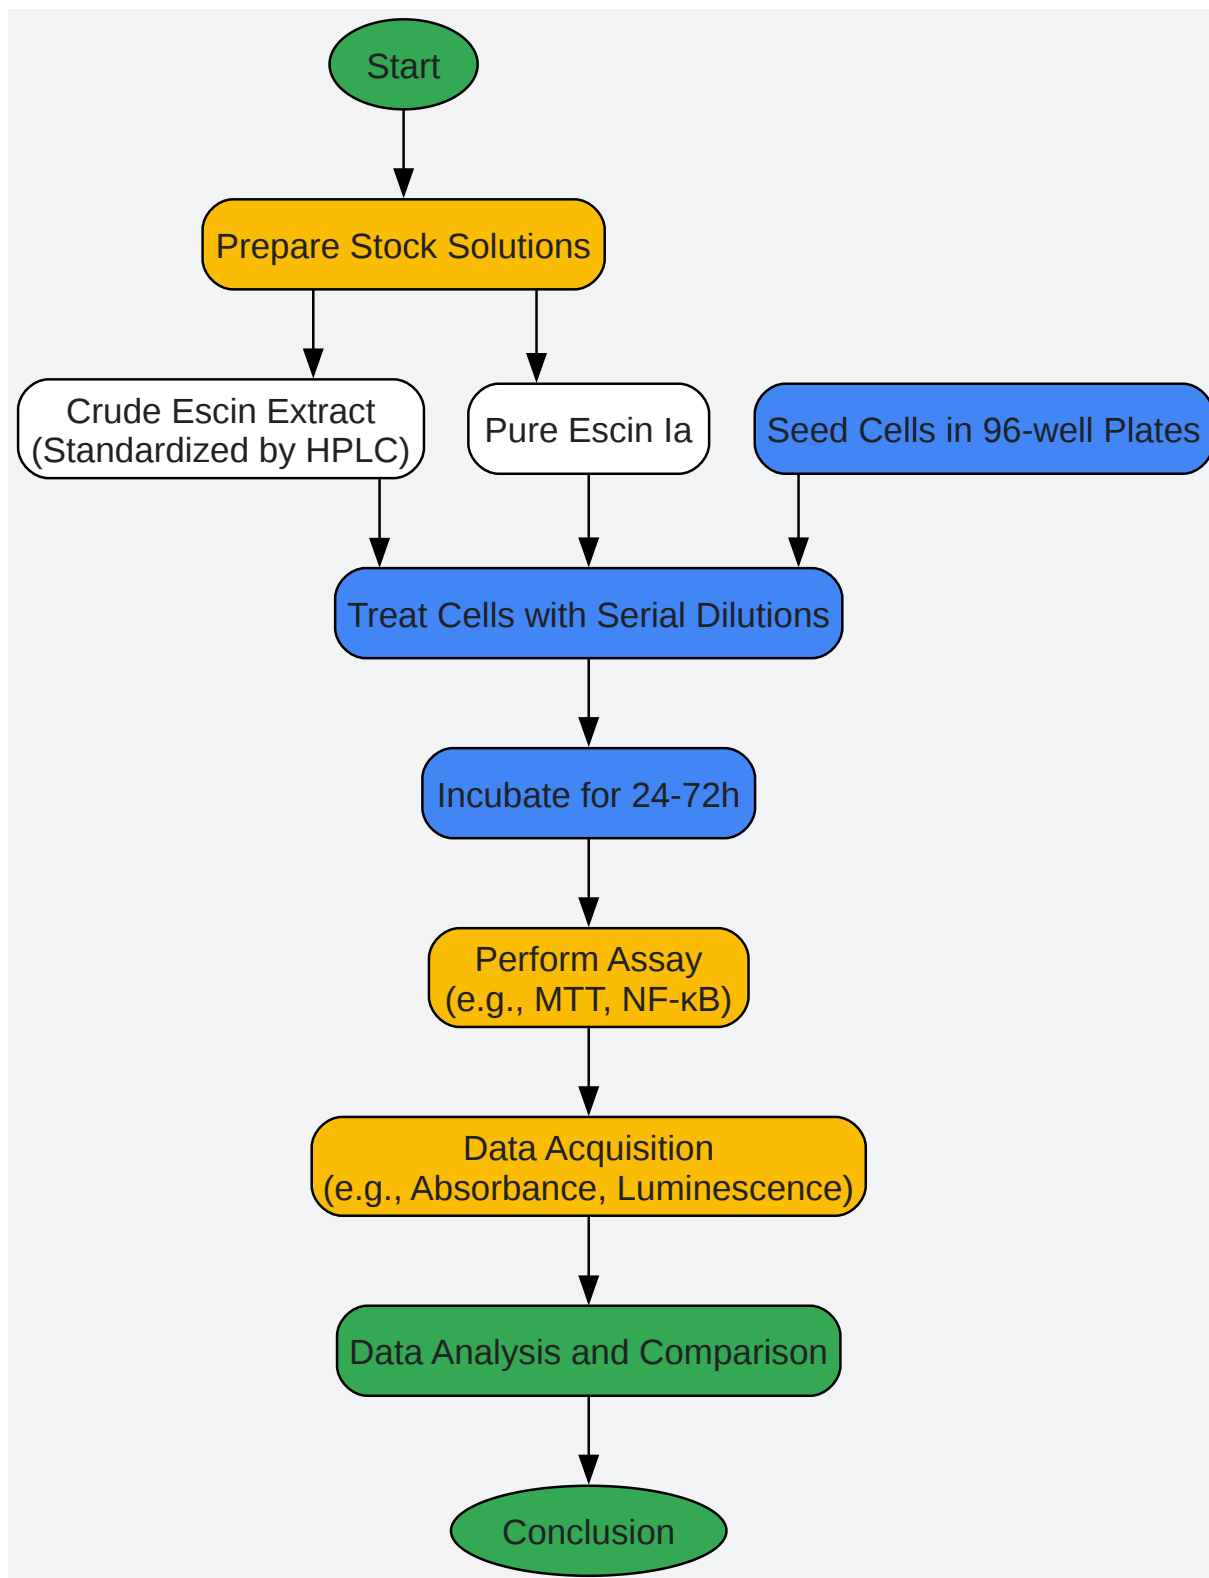 Start
Prepare Stock Solutions
Crude Escin Extract
(Standardized by HPLC)
Pure Escin Ia
Seed Cells in 96-well Plates
Treat Cells with Serial Dilutions
Incubate for 24-72h
Perform Assay
(e.g., MTT, NF-κB)
Data Acquisition
(e.g., Absorbance, Luminescence)
Data Analysis and Comparison
Conclusion